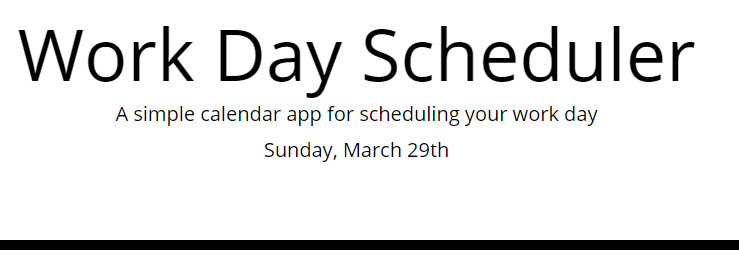 Work Day Scheduler
A simple calendar app for scheduling your work day
Sunday, March 29th